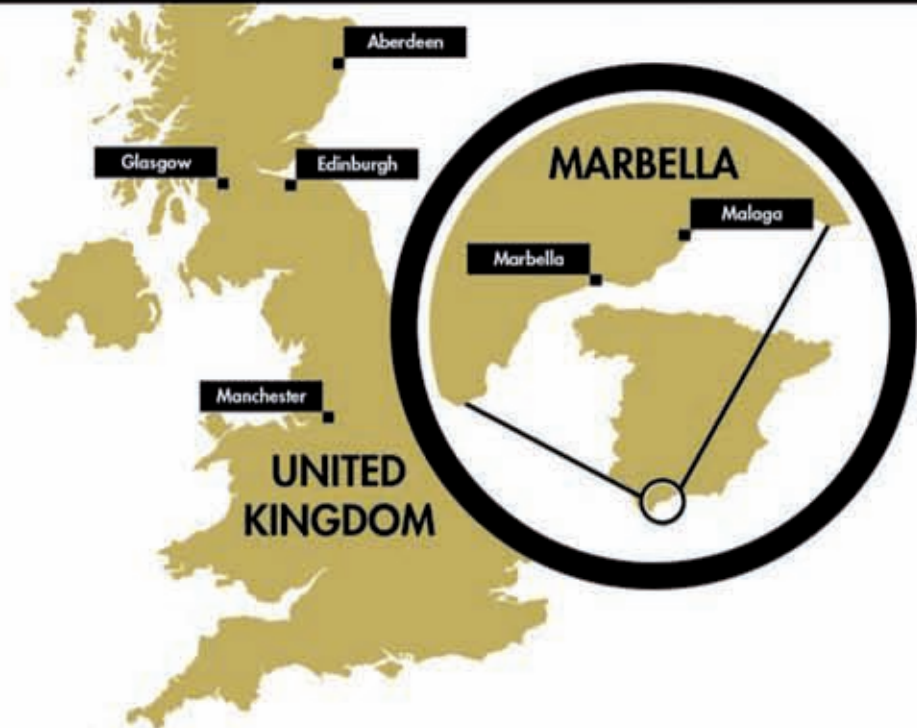 Aberdeen
Glasgow
Edinburgh
MARBELLA
Maloga
Marbella
Manchester
UNITED
KINGDOM